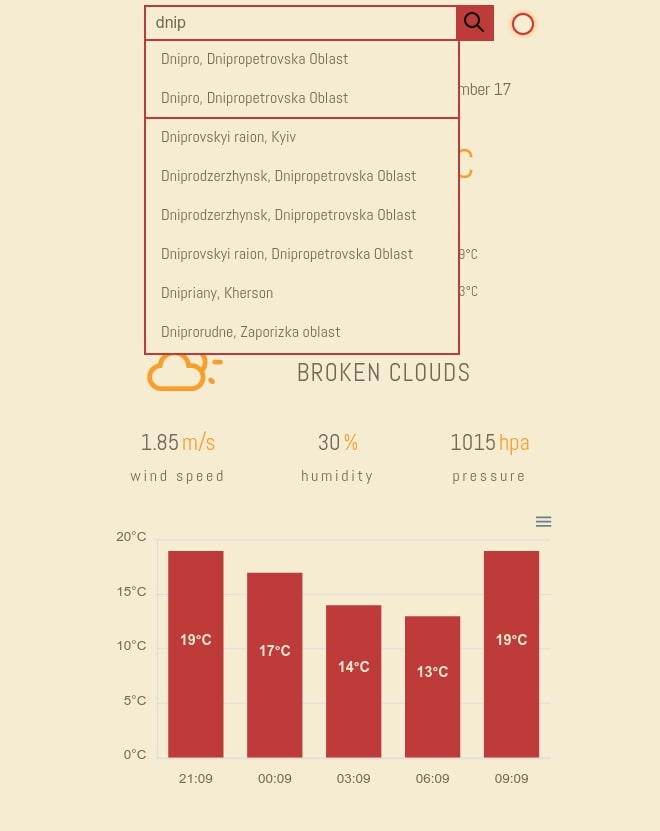 dnip
Dnipro, Dnipropetrovska Oblast
Dnipro, Dnipropetrovska Oblast
mber 17
Dniprovskyi raion, Kyiv
C
Dniprodzerzhynsk, Dnipropetrovska Oblast
Dniprodzerzhynsk, Dnipropetrovska Oblast
Dniprovskyi raion, Dnipropetrovska Oblast
9°C
Dnipriany, Kherson
3°C
Dniprorudne, Zaporizka oblast
BROKEN CLOUDS
1.85 m/s 30 % 1015 hpa
wind speed humidity pressure
20°C
15°C
10°C
5°C
0°C
19°C 17°C 14°C 13°C 19°C
21:09 00:09 03:09 06:09 09:09